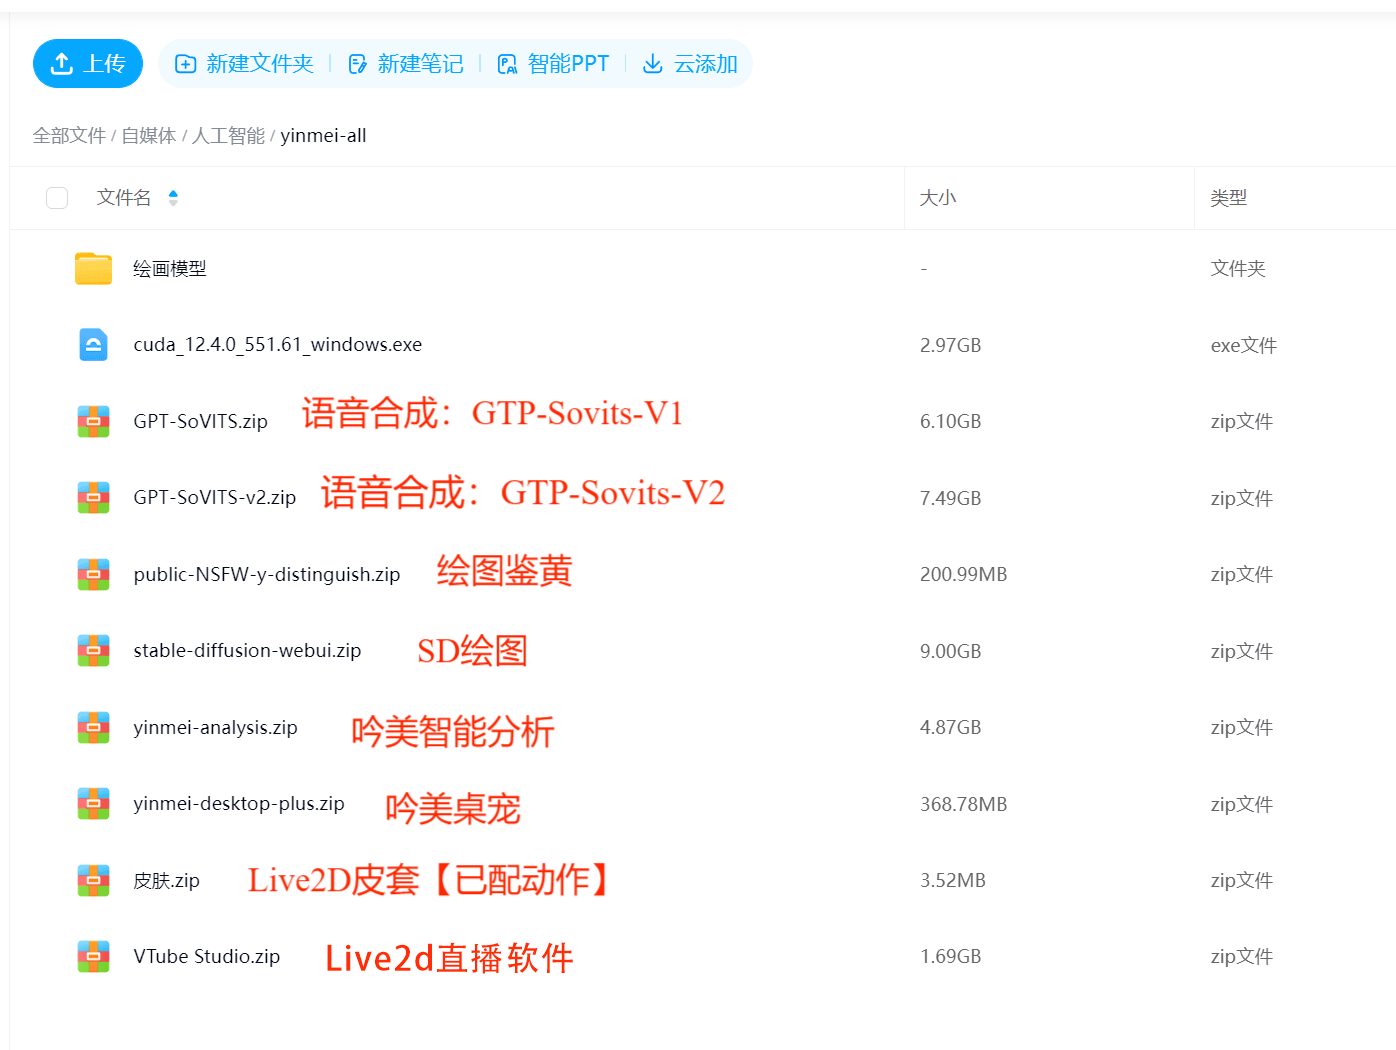 上传 新建文件夹 新建笔记 智能PPT 云添加
全部文件 / 自媒体 / 人工智能 / yinmei-all
文件名 大小 类型
绘画模型 - 文件夹
cuda_12.4.0_551.61_windows.exe 2.97GB exe文件
GPT-SoVITS.zip 语音合成：GTP-Sovits-V1 6.10GB zip文件
GPT-SoVITS-v2.zip 语音合成：GTP-Sovits-V2 7.49GB zip文件
public-NSFW-y-distinguish.zip 绘图鉴黄 200.99MB zip文件
stable-diffusion-webui.zip SD绘图 9.00GB zip文件
yinmei-analysis.zip 吟美智能分析 4.87GB zip文件
yinmei-desktop-plus.zip 吟美桌宠 368.78MB zip文件
皮肤.zip Live2D皮套【已配动作】 3.52MB zip文件
VTube Studio.zip Live2d直播软件 1.69GB zip文件